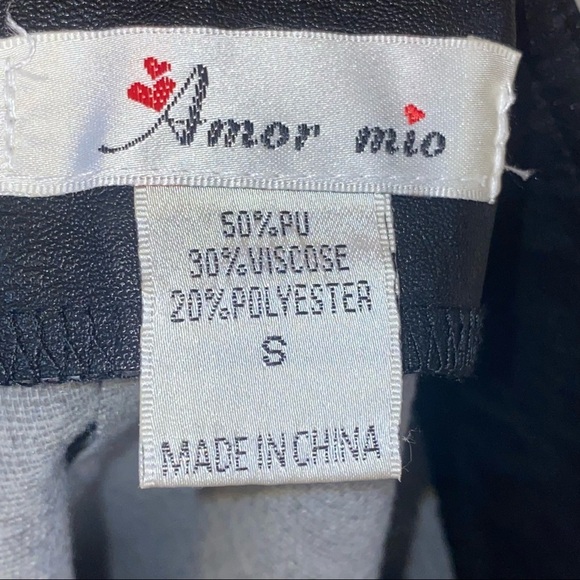 Amor mio
50%PU
30%VISCOSE
20%POLYESTER
S
MADE IN CHINA